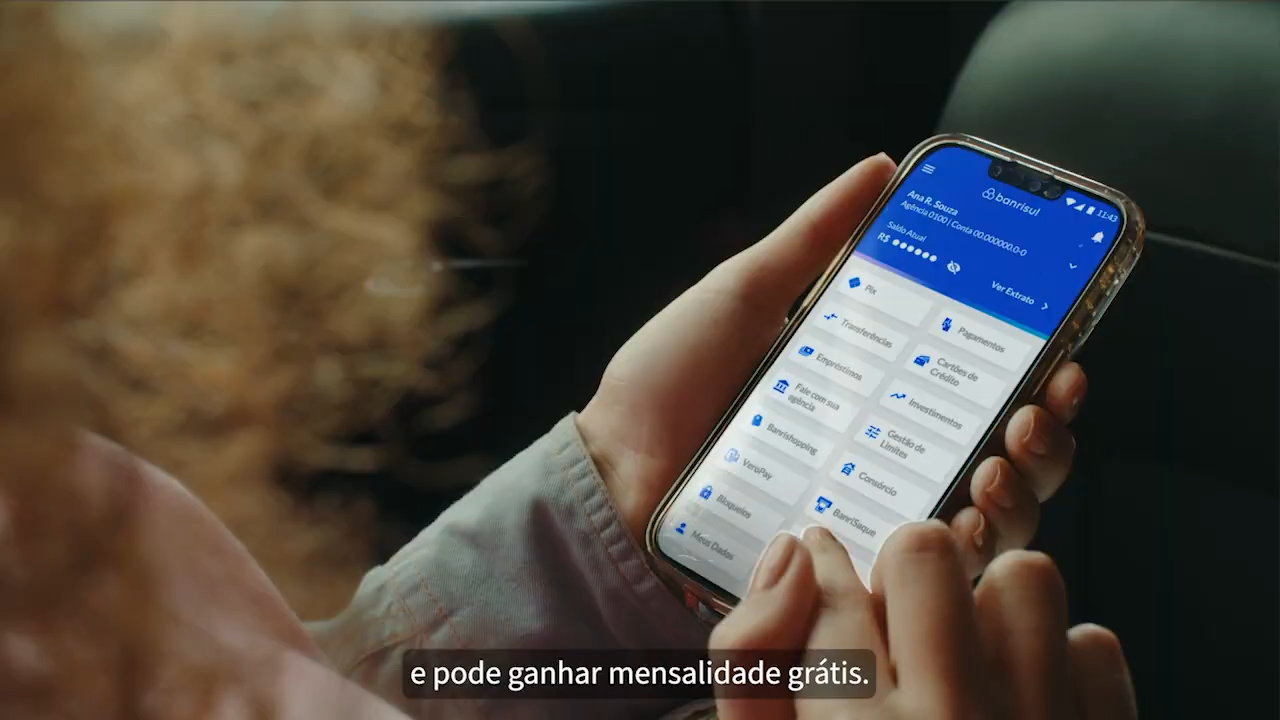 banrisul
11:43
Ana R. Souza
Agência 0100 | Conta 00.000000.0-0
Saldo Atual
R$ ●●●●●●
Ver Extrato
Pix
Pagamentos
Transferências
Cartões de
Crédito
Empréstimos
Investimentos
Fale com sua
agência
Gestão de
Limites
Banrishopping
Consórcio
VeroPay
BanriSaque
Bloqueios
Meus Dados
e pode ganhar mensalidade grátis.